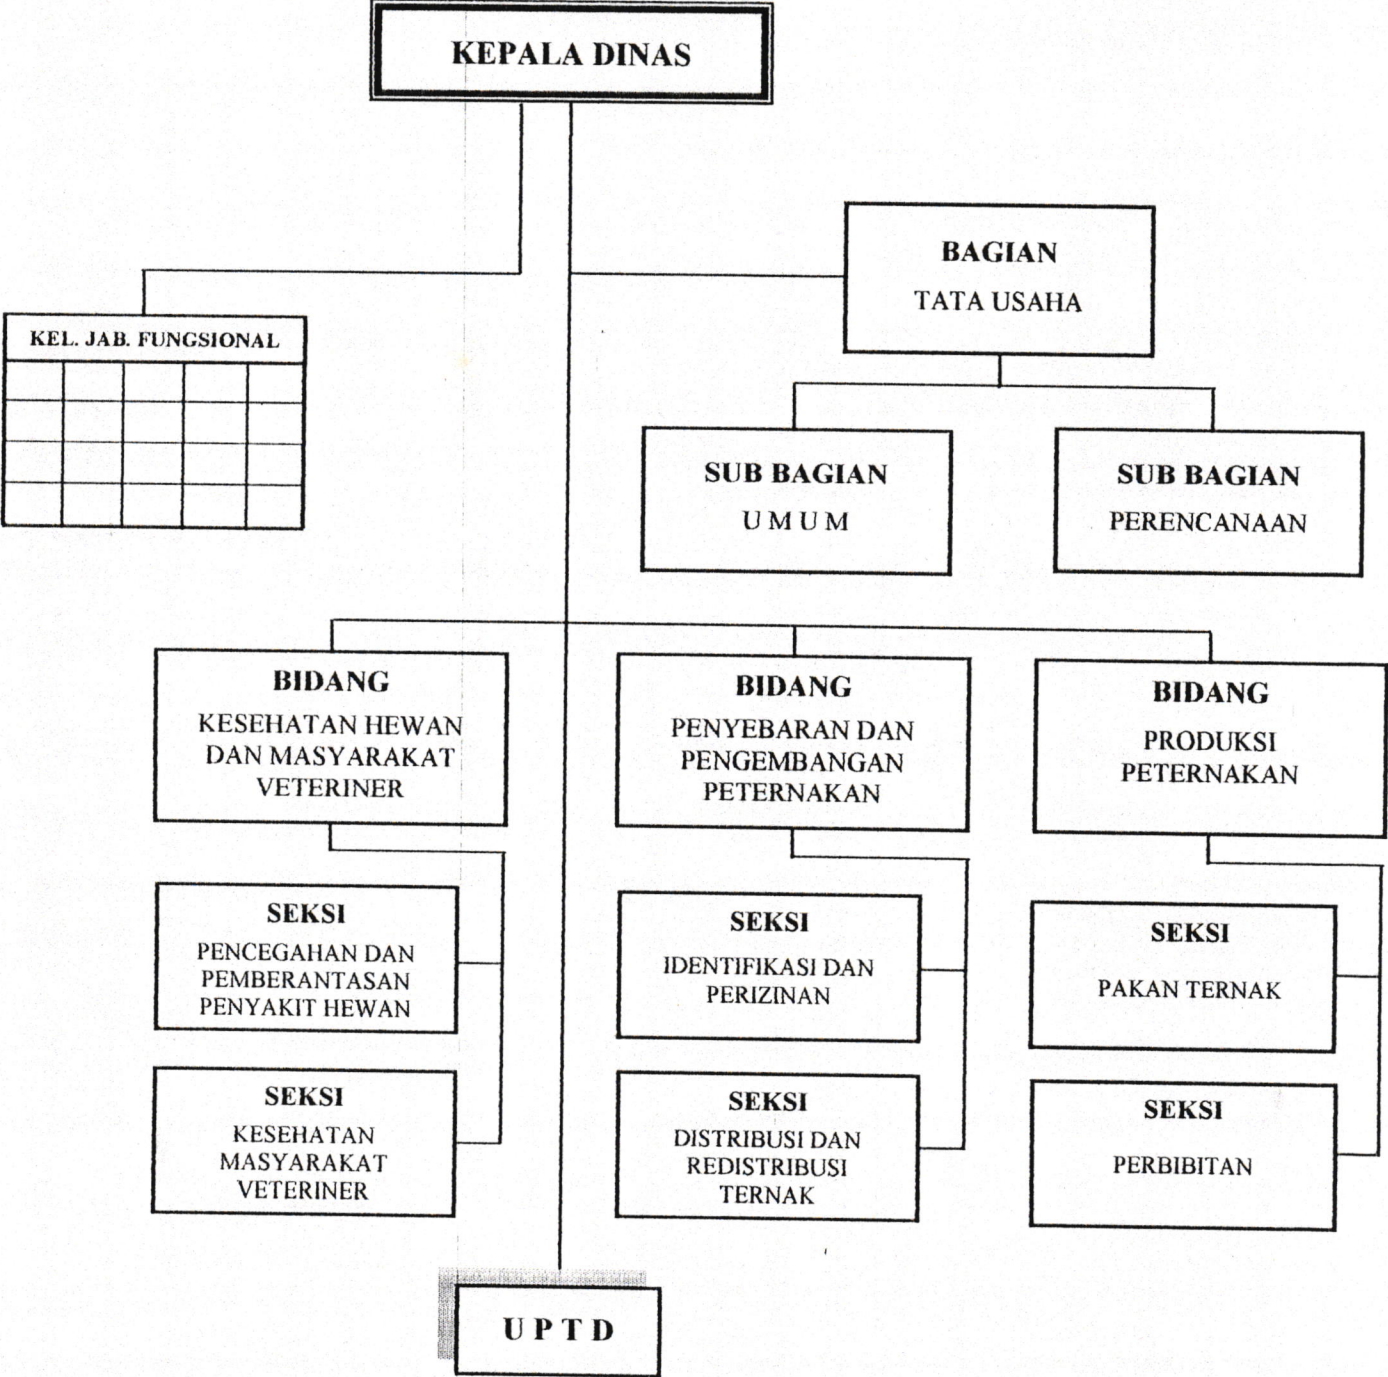 KEPALA DINAS
BAGIAN
TATA USAHA
KEL. JAB. FUNGSIONAL
SUB BAGIAN
U M U M
SUB BAGIAN
PERENCANAAN
BIDANG
KESEHATAN HEWAN
DAN MASYARAKAT
VETERINER
BIDANG
PENYEBARAN DAN
PENGEMBANGAN
PETERNAKAN
BIDANG
PRODUKSI
PETERNAKAN
SEKSI
PENCEGAHAN DAN
PEMBERANTASAN
PENYAKIT HEWAN
SEKSI
IDENTIFIKASI DAN
PERIZINAN
SEKSI
PAKAN TERNAK
SEKSI
KESEHATAN
MASYARAKAT
VETERINER
SEKSI
DISTRIBUSI DAN
REDISTRIBUSI
TERNAK
SEKSI
PERBIBITAN
U P T D